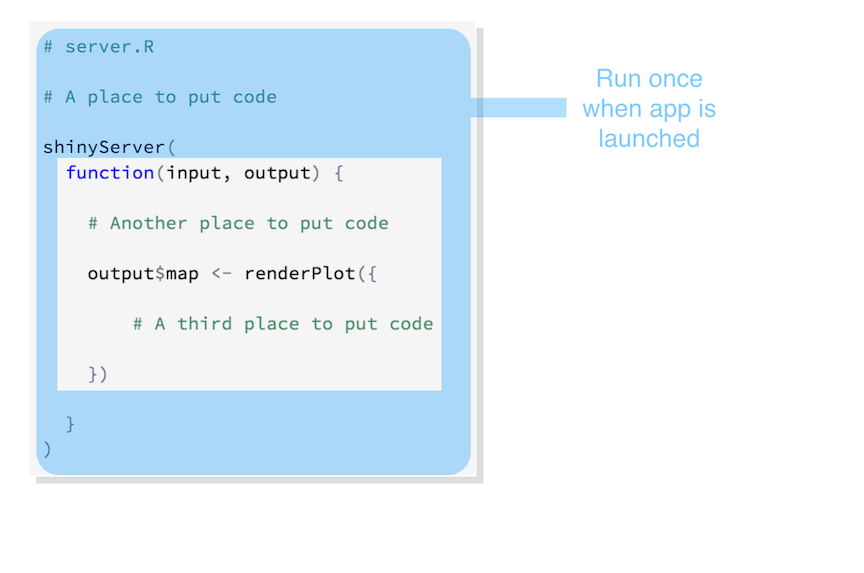 # server.R
# A place to put code
shinyServer(
function(input, output) {
# Another place to put code
output$map <- renderPlot({
# A third place to put code
})
}
)
Run once
when app is
launched